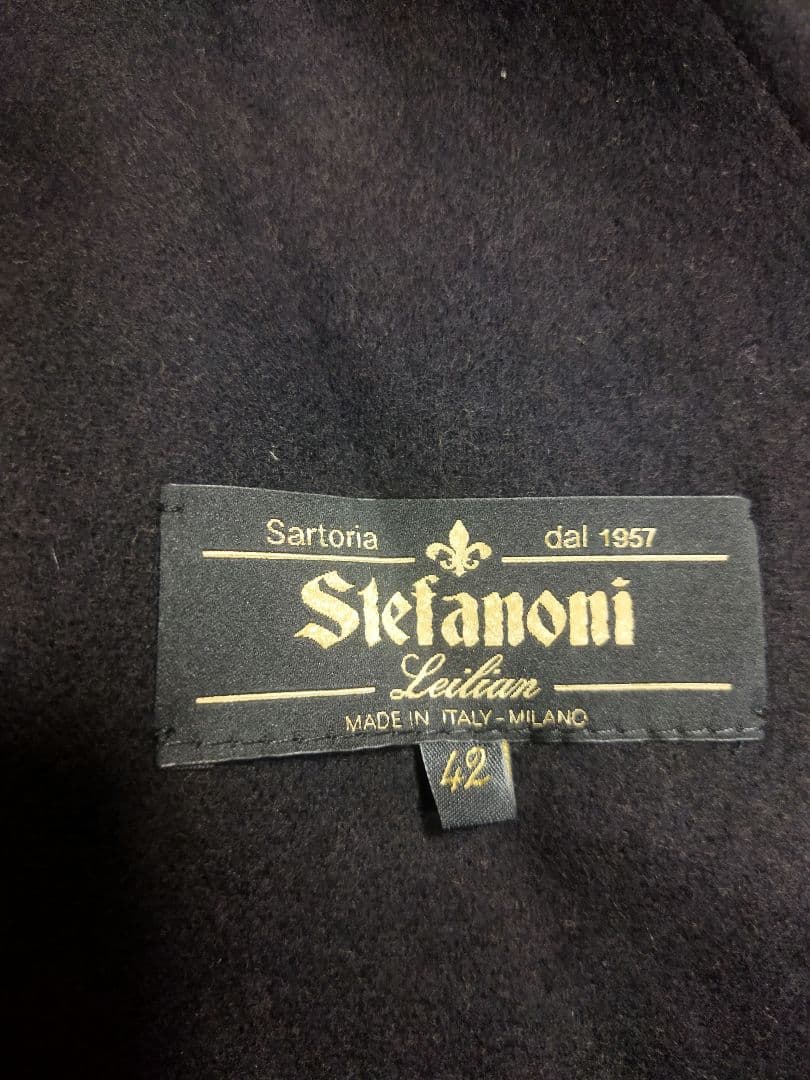 Sartoria dal 1957
Stefanoni
Leilian
MADE IN ITALY - MILANO
42